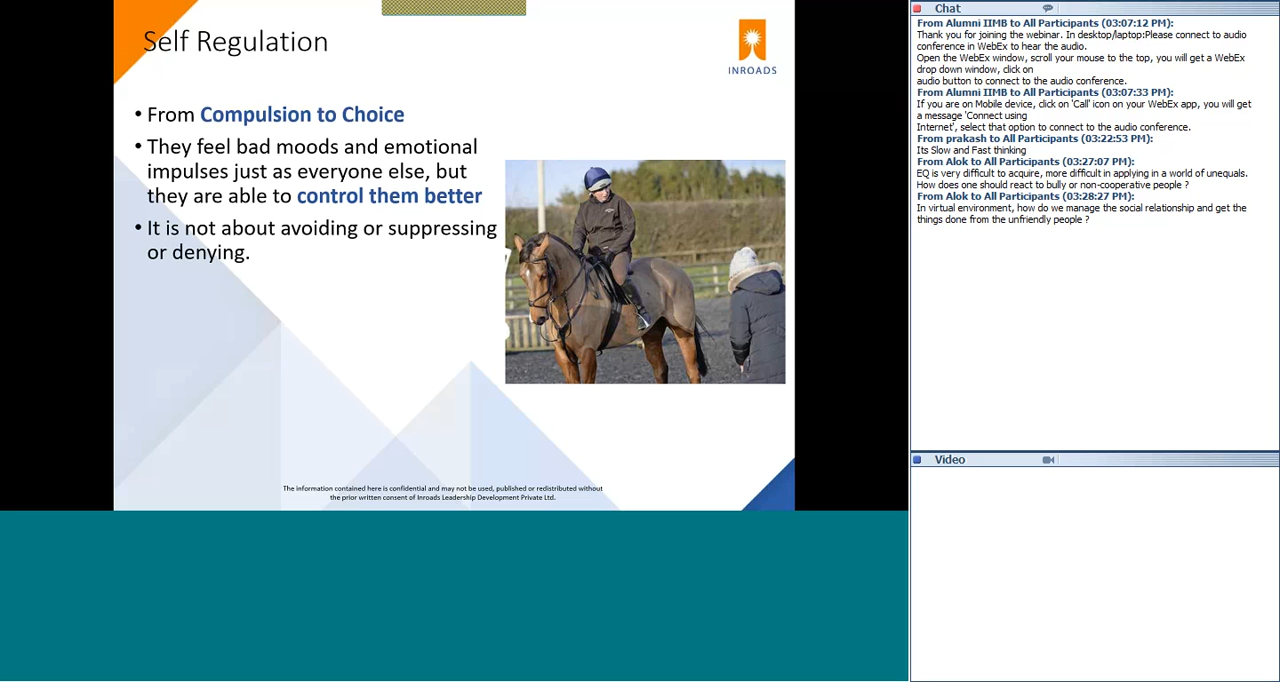 Self Regulation
INROADS
• From Compulsion to Choice
• They feel bad moods and emotional
impulses just as everyone else, but
they are able to control them better
• It is not about avoiding or suppressing
or denying.
The information contained here is confidential and may not be used, published or redistributed without
the prior written consent of Inroads Leadership Development Private Ltd.
Chat
From Alumni IIMB to All Participants (03:07:12 PM):
Thank you for joining the webinar. In desktop/laptop:Please connect to audio
conference in WebEx to hear the audio.
Open the WebEx window, scroll your mouse to the top, you will get a WebEx
drop down window, click on
audio button to connect to the audio conference.
From Alumni IIMB to All Participants (03:07:33 PM):
If you are on Mobile device, click on 'Call' icon on your WebEx app, you will get
a message 'Connect using
Internet', select that option to connect to the audio conference.
From prakash to All Participants (03:22:53 PM):
Its Slow and Fast thinking
From Alok to All Participants (03:27:07 PM):
EQ is very difficult to acquire, more difficult in applying in a world of unequals.
How does one should react to bully or non-cooperative people ?
From Alok to All Participants (03:28:27 PM):
In virtual environment, how do we manage the social relationship and get the
things done from the unfriendly people ?
Video